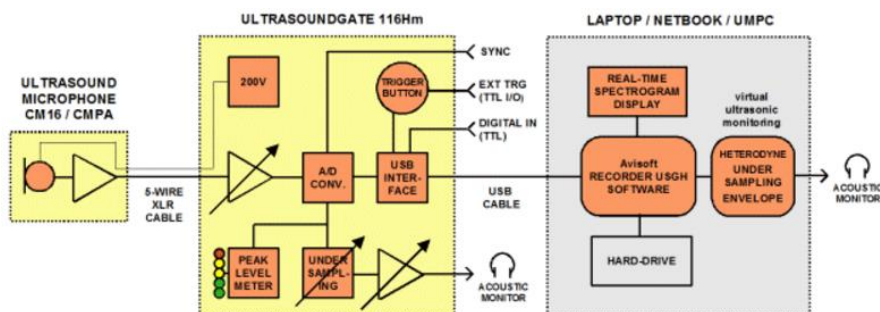 ULTRASOUNDGATE 116Hm
LAPTOP / NETBOOK / UMPC
ULTRASOUND
MICROPHONE
CM16 / CMPA
200V
TRIGGER
BUTTON
SYNC
EXT TRG
(TTL I/O)
DIGITAL IN
(TTL)
A/D
CONV.
USB
INTER-
FACE
5-WIRE
XLR
CABLE
USB
CABLE
PEAK
LEVEL
METER
UNDER
SAMPL-
ING
ACOUSTIC
MONITOR
REAL-TIME
SPECTROGRAM
DISPLAY
virtual
ultrasonic
monitoring
Avisoft
RECORDER USGH
SOFTWARE
HETERODYNE
UNDER
SAMPLING
ENVELOPE
HARD-DRIVE
ACOUSTIC
MONITOR